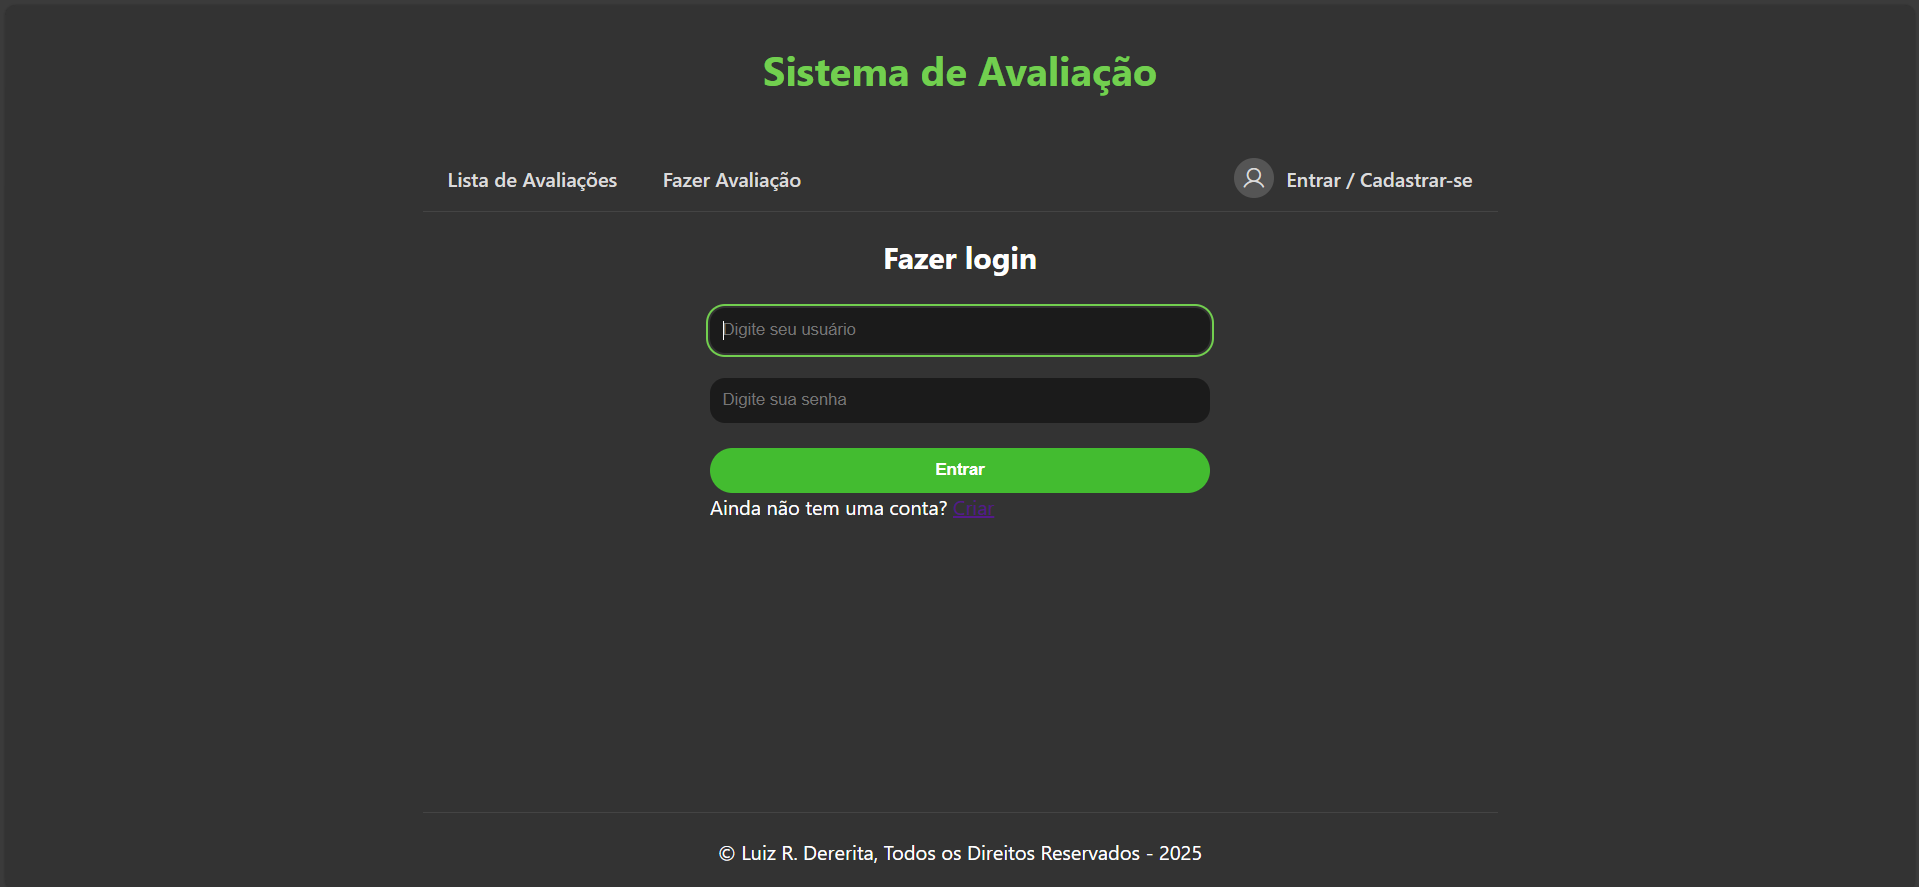 Sistema de Avaliação
Lista de Avaliações
Fazer Avaliação
Entrar / Cadastrar-se
Fazer login
Digite seu usuário
Digite sua senha
Entrar
Ainda não tem uma conta? Criar
© Luiz R. Dererita, Todos os Direitos Reservados - 2025